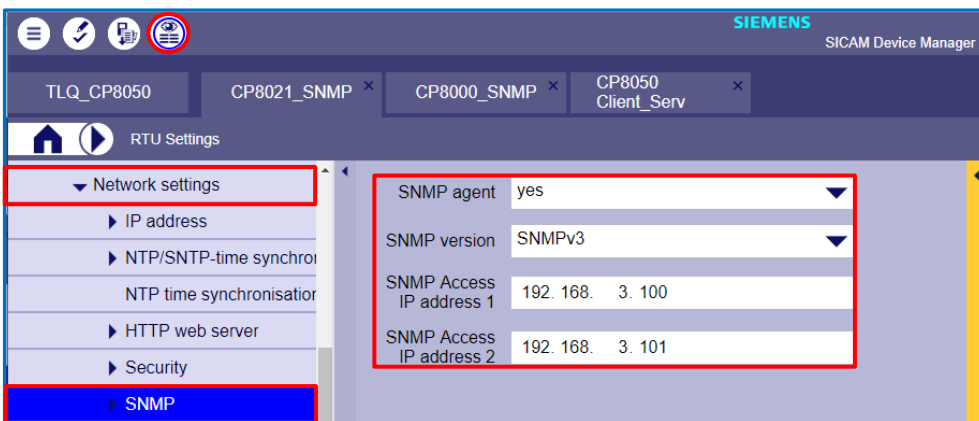 SIEMENS
SICAM Device Manager
TLQ_CP8050
CP8021_SNMP ×
CP8000_SNMP ×
CP8050 ×
Client_Serv
RTU Settings
Network settings
IP address
NTP/SNTP-time synchror
NTP time synchronisatior
HTTP web server
Security
SNMP
SNMP agent yes
SNMP version SNMPv3
SNMP Access
IP address 1 192. 168. 3. 100
SNMP Access
IP address 2 192. 168. 3. 101